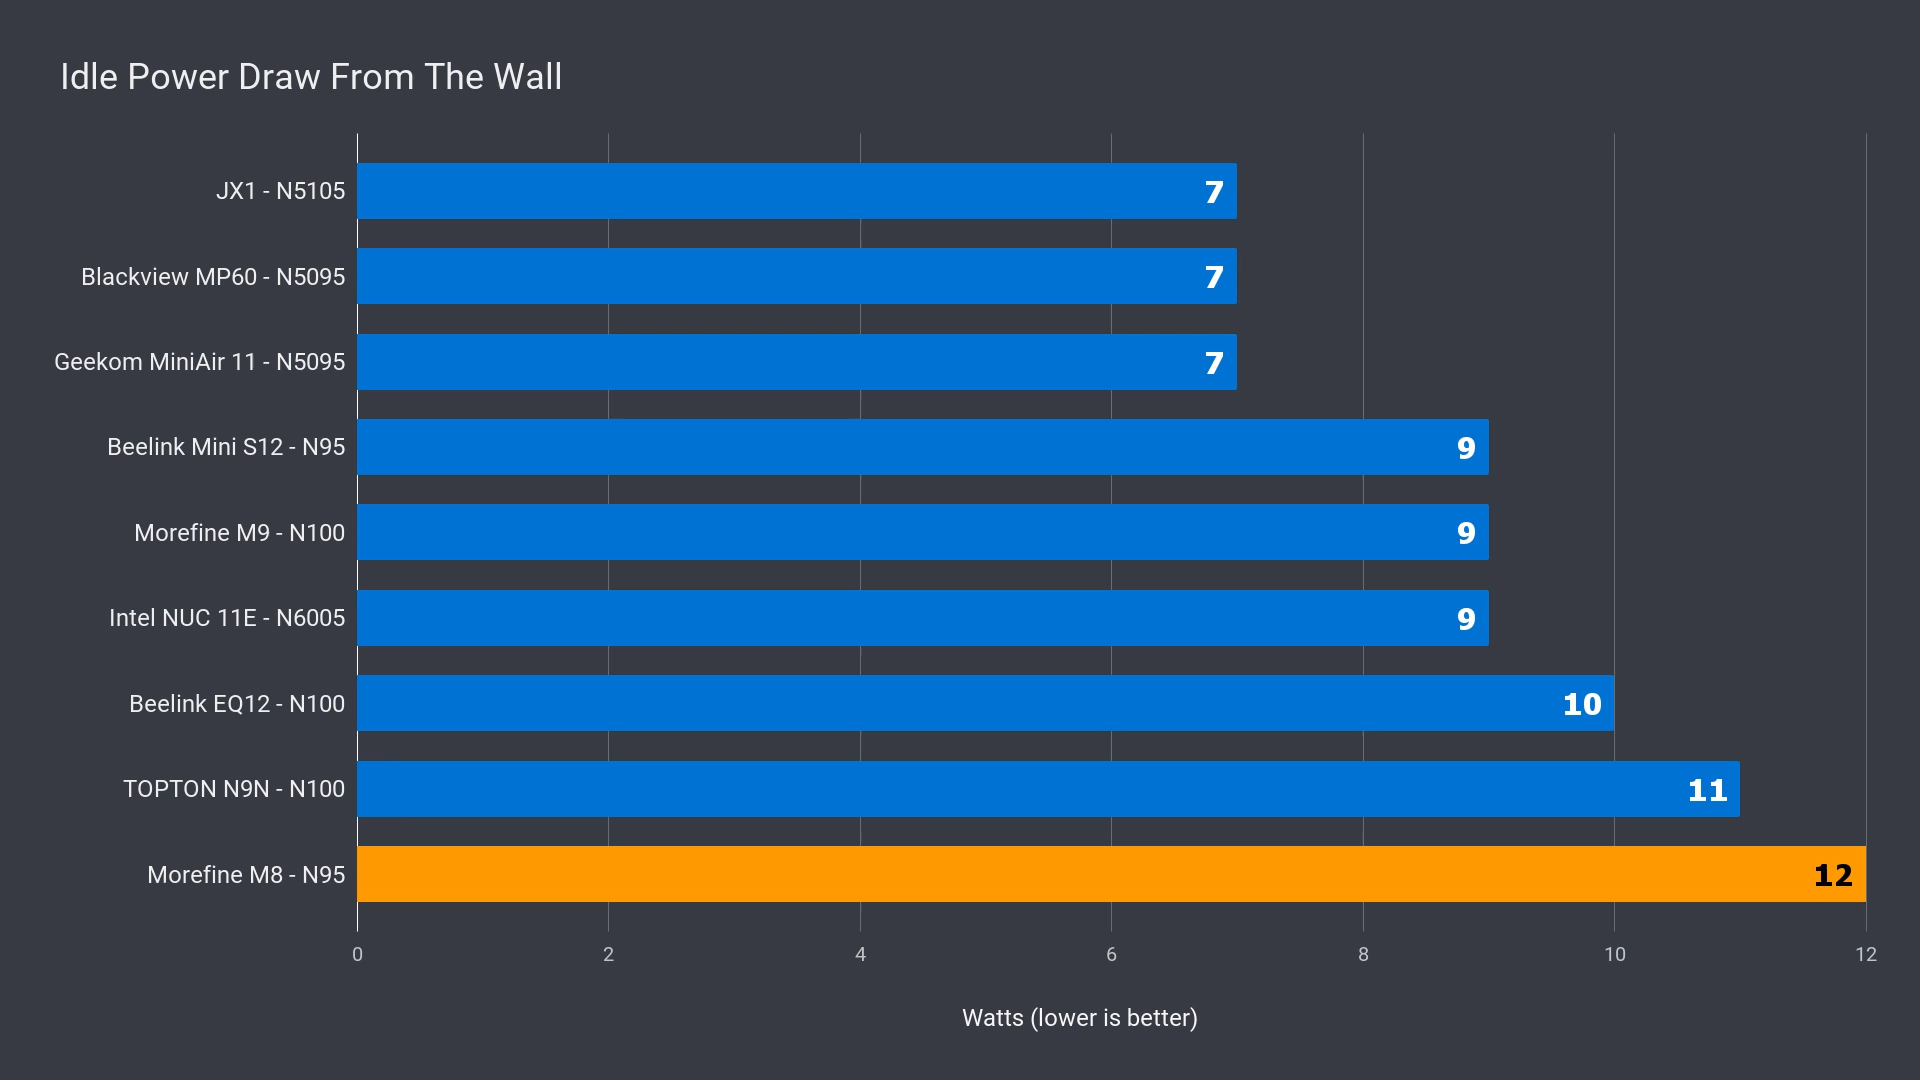 Idle Power Draw From The Wall
JX1 - N5105
7
Blackview MP60 - N5095
7
Geekom MiniAir 11 - N5095
7
Beelink Mini S12 - N95
9
Morefine M9 - N100
9
Intel NUC 11E - N6005
9
Beelink EQ12 - N100
10
TOPTON N9N - N100
11
Morefine M8 - N95
12
0 2 4 6 8 10 12
Watts (lower is better)